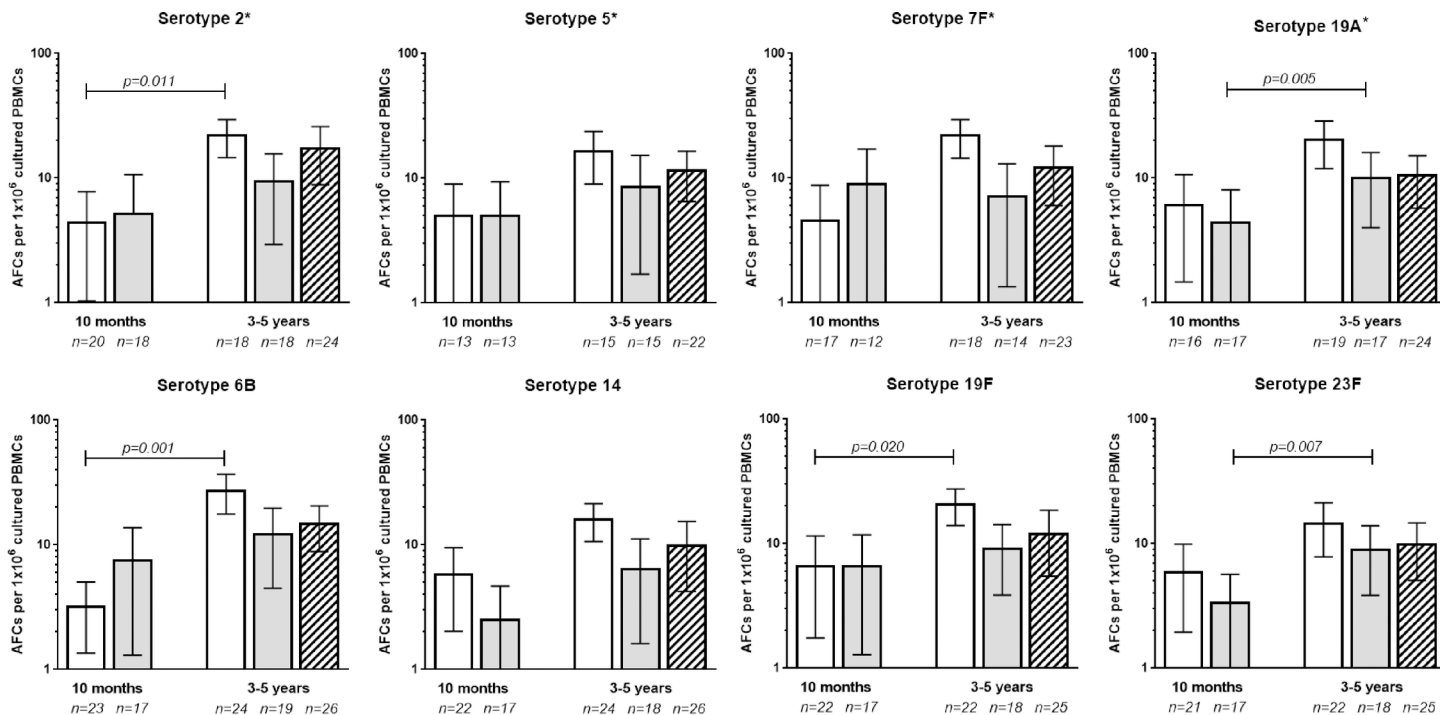 Serotype 2*
AFCs per 1x10⁶ cultured PBMCs
100
10
1
p=0.011
10 months
3-5 years
n=20 n=18
n=18 n=18 n=24
Serotype 5*
AFCs per 1x10⁶ cultured PBMCs
100
10
1
10 months
3-5 years
n=13 n=13
n=15 n=15 n=22
Serotype 7F*
AFCs per 1x10⁶ cultured PBMCs
100
10
1
10 months
3-5 years
n=17 n=12
n=18 n=14 n=23
Serotype 19A*
AFCs per 1x10⁶ cultured PBMCs
100
10
1
p=0.005
10 months
3-5 years
n=16 n=17
n=19 n=17 n=24
Serotype 6B
AFCs per 1x10⁶ cultured PBMCs
100
10
1
p=0.001
10 months
3-5 years
n=23 n=17
n=24 n=19 n=26
Serotype 14
AFCs per 1x10⁶ cultured PBMCs
100
10
1
10 months
3-5 years
n=22 n=17
n=24 n=18 n=26
Serotype 19F
AFCs per 1x10⁶ cultured PBMCs
100
10
1
p=0.020
10 months
3-5 years
n=22 n=17
n=22 n=18 n=25
Serotype 23F
AFCs per 1x10⁶ cultured PBMCs
100
10
1
p=0.007
10 months
3-5 years
n=21 n=17
n=22 n=18 n=25